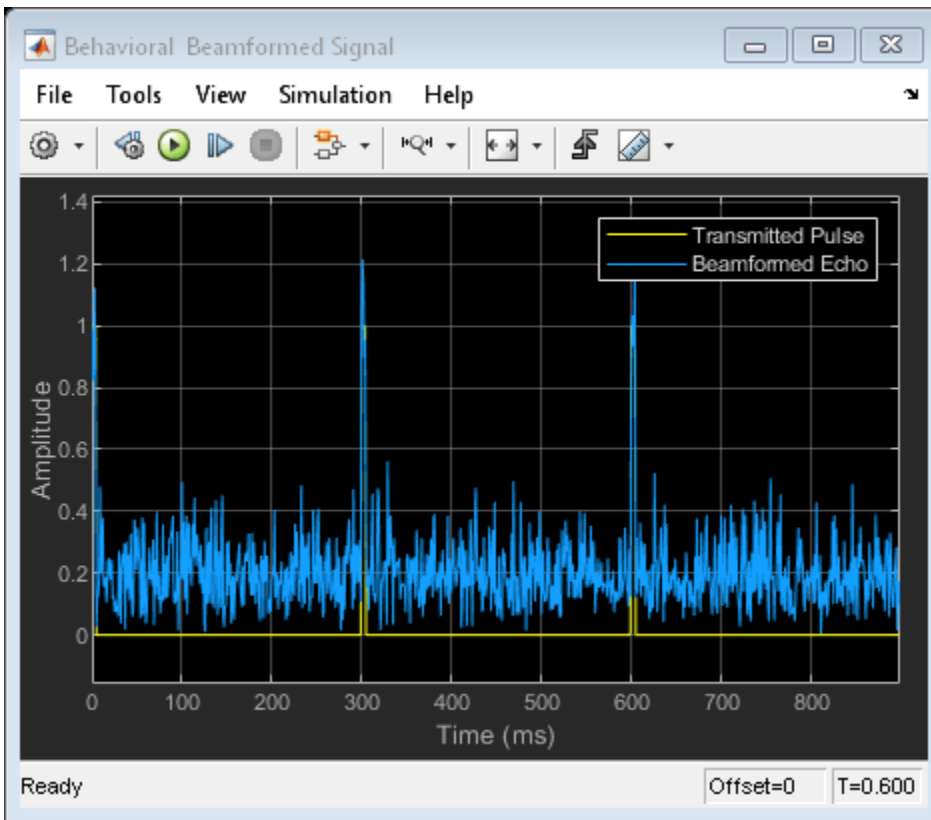 Behavioral Beamformed Signal
File Tools View Simulation Help
1.4
1.2
1
0.8
0.6
0.4
0.2
0
Amplitude
Transmitted Pulse
Beamformed Echo
0 100 200 300 400 500 600 700 800
Time (ms)
Ready Offset=0 T=0.600